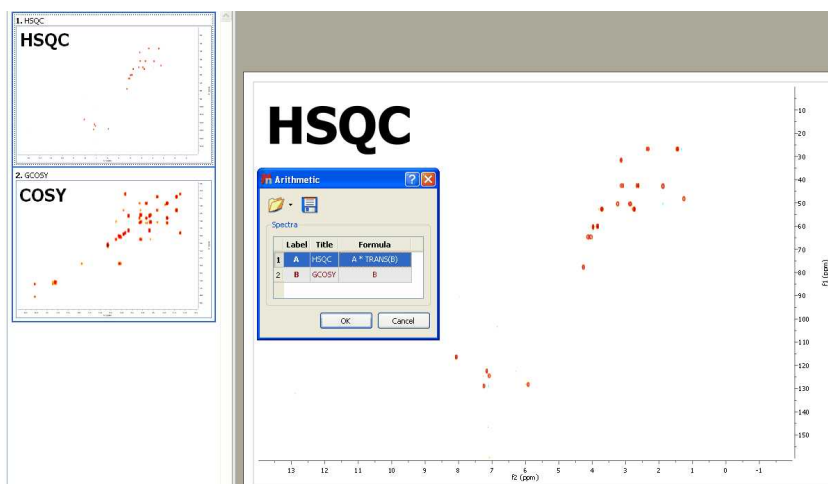 1. HSQC
HSQC
2. GCOSY
COSY
HSQC
Arithmetic
Spectra
Label Title Formula
1 A HSQC A * TRANS(B)
2 B GCOSY B
OK Cancel
10
20
30
40
50
60
70
80
90
100
110
120
130
140
150
f1 (ppm)
13 12 11 10 9 8 7 6 5 4 3 2 1 0 -1
f2 (ppm)